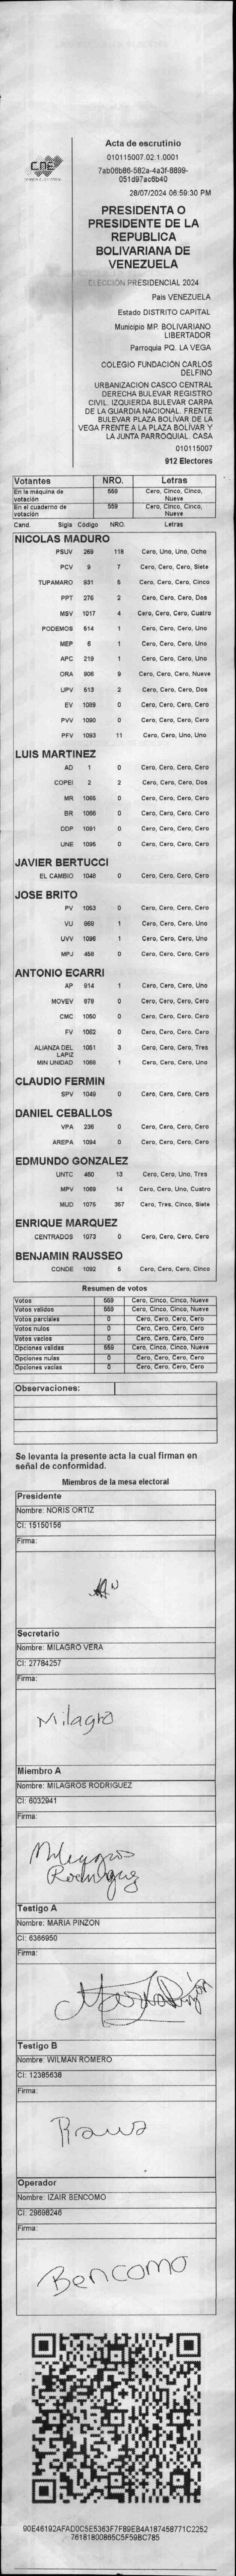 CNE
Acta de escrutinio
010115007.02.1.0001
7ab06b86-582a-4a3f-8699-
051d97ac6b40
28/07/2024 06:59:30 PM
PRESIDENTA O
PRESIDENTE DE LA
REPUBLICA
BOLIVARIANA DE
VENEZUELA
ELECCIÓN PRESIDENCIAL 2024
Pais VENEZUELA
Estado DISTRITO CAPITAL
Municipio MP. BOLIVARIANO
LIBERTADOR
Parroquia PQ. LA VEGA
COLEGIO FUNDACIÓN CARLOS
DELFINO
URBANIZACION CASCO CENTRAL
DERECHA BULEVAR REGISTRO
CIVIL. IZQUIERDA BULEVAR CARPA
DE LA GUARDIA NACIONAL. FRENTE
BULEVAR PLAZA BOLÍVAR DE LA
VEGA FRENTE A LA PLAZA BOLÍVAR Y
LA JUNTA PARROQUIAL. CASA
010115007
912 Electores
Votantes NRO. Letras
En la máquina de votación 559 Cero, Cinco, Cinco, Nueve
En el cuaderno de votación 559 Cero, Cinco, Cinco, Nueve
Cand. Sigla Código NRO. Letras
NICOLAS MADURO
PSUV 269 118 Cero, Uno, Uno, Ocho
PCV 9 7 Cero, Cero, Cero, Siete
TUPAMARO 931 5 Cero, Cero, Cero, Cinco
PPT 276 2 Cero, Cero, Cero, Dos
MSV 1017 4 Cero, Cero, Cero, Cuatro
PODEMOS 514 1 Cero, Cero, Cero, Uno
MEP 6 1 Cero, Cero, Cero, Uno
APC 219 1 Cero, Cero, Cero, Uno
ORA 906 9 Cero, Cero, Cero, Nueve
UPV 513 2 Cero, Cero, Cero, Dos
EV 1089 0 Cero, Cero, Cero, Cero
PVV 1090 0 Cero, Cero, Cero, Cero
PFV 1093 11 Cero, Cero, Uno, Uno
LUIS MARTINEZ
AD 1 0 Cero, Cero, Cero, Cero
COPEI 2 2 Cero, Cero, Cero, Dos
MR 1065 0 Cero, Cero, Cero, Cero
BR 1066 0 Cero, Cero, Cero, Cero
DDP 1091 0 Cero, Cero, Cero, Cero
UNE 1095 0 Cero, Cero, Cero, Cero
JAVIER BERTUCCI
EL CAMBIO 1048 0 Cero, Cero, Cero, Cero
JOSE BRITO
PV 1053 0 Cero, Cero, Cero, Cero
VU 869 1 Cero, Cero, Cero, Uno
UVV 1096 1 Cero, Cero, Cero, Uno
MPJ 458 0 Cero, Cero, Cero, Cero
ANTONIO ECARRI
AP 914 1 Cero, Cero, Cero, Uno
MOVEV 979 0 Cero, Cero, Cero, Cero
CMC 1050 0 Cero, Cero, Cero, Cero
FV 1062 0 Cero, Cero, Cero, Cero
ALIANZA DEL LAPIZ 1051 3 Cero, Cero, Cero, Tres
MIN UNIDAD 1088 1 Cero, Cero, Cero, Uno
CLAUDIO FERMIN
SPV 1049 0 Cero, Cero, Cero, Cero
DANIEL CEBALLOS
VPA 236 0 Cero, Cero, Cero, Cero
AREPA 1094 0 Cero, Cero, Cero, Cero
EDMUNDO GONZALEZ
UNTC 460 13 Cero, Cero, Uno, Tres
MPV 1069 14 Cero, Cero, Uno, Cuatro
MUD 1075 357 Cero, Tres, Cinco, Siete
ENRIQUE MARQUEZ
CENTRADOS 1073 0 Cero, Cero, Cero, Cero
BENJAMIN RAUSSEO
CONDE 1092 5 Cero, Cero, Cero, Cinco
Resumen de votos
Votos 559 Cero, Cinco, Cinco, Nueve
Votos validos 559 Cero, Cinco, Cinco, Nueve
Votos parciales 0 Cero, Cero, Cero, Cero
Votos nulos 0 Cero, Cero, Cero, Cero
Votos vacios 0 Cero, Cero, Cero, Cero
Opciones validas 559 Cero, Cinco, Cinco, Nueve
Opciones nulas 0 Cero, Cero, Cero, Cero
Opciones vacias 0 Cero, Cero, Cero, Cero
Observaciones:
Se levanta la presente acta la cual firman en
señal de conformidad.
Miembros de la mesa electoral
Presidente
Nombre: NORIS ORTIZ
CI: 15150156
Firma:
Secretario
Nombre: MILAGRO VERA
CI: 27784257
Firma:
Milagro
Miembro A
Nombre: MILAGROS RODRIGUEZ
CI: 6032941
Firma:
Milagros
Rodriguez
Testigo A
Nombre: MARIA PINZON
CI: 6366950
Firma:
Testigo B
Nombre: WILMAN ROMERO
CI: 12385638
Firma:
Operador
Nombre: IZAIR BENCOMO
CI: 29698246
Firma:
Bencomo
90E46192AFAD0C5E5363F7F89EB4A187458771C2252
76181800865C5F59BC785